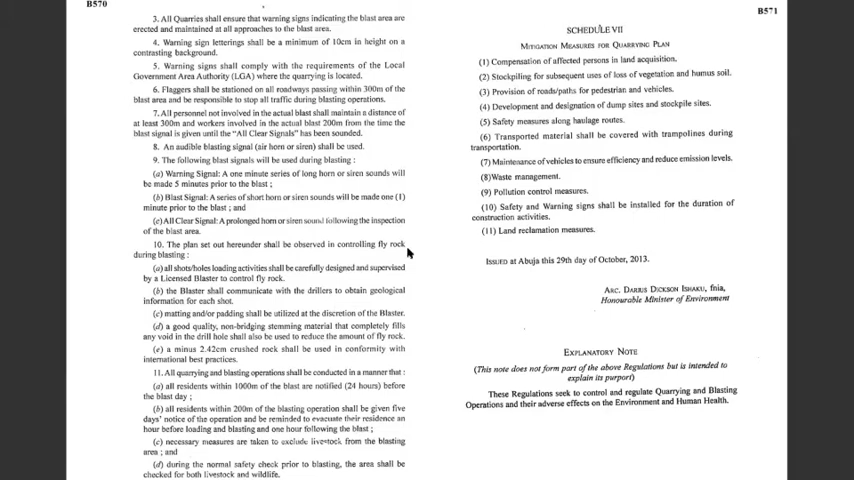 B570
3. All Quarries shall ensure that warning signs indicating the blast area are
erected and maintained at all approaches to the blast area.
4. Warning sign letterings shall be a minimum of 10cm in height on a
contrasting background.
5. Warning signs shall comply with the requirements of the Local
Government Area Authority (LGA) where the quarrying is located.
6. Flaggers shall be stationed on all roadways passing within 300m of the
blast area and be responsible to stop all traffic during blasting operations.
7. All personnel not involved in the actual blast shall maintain a distance of
at least 300m and workers involved in the actual blast 200m from the time the
blast signal is given until the "All Clear Signals" has been sounded.
8. An audible blasting signal (air horn or siren) shall be used.
9. The following blast signals will be used during blasting :
(a) Warning Signal: A one minute series of long horn or siren sounds will
be made 5 minutes prior to the blast ;
(b) Blast Signal: A series of short horn or siren sounds will be made one (1)
minute prior to the blast ; and
(c) All Clear Signal: A prolonged horn or siren sound following the inspection
of the blast area.
10. The plan set out hereunder shall be observed in controlling fly rock
during blasting :
(a) all shots/holes loading activities shall be carefully designed and supervised
by a Licensed Blaster to control fly rock.
(b) the Blaster shall communicate with the drillers to obtain geological
information for each shot.
(c) matting and/or padding shall be utilized at the discretion of the Blaster.
(d) a good quality, non-bridging stemming material that completely fills
any void in the drill hole shall also be used to reduce the amount of fly rock.
(e) a minus 2.42cm crushed rock shall be used in conformity with
international best practices.
11. All quarrying and blasting operations shall be conducted in a manner that :
(a) all residents within 1000m of the blast are notified (24 hours) before
the blast day ;
(b) all residents within 200m of the blasting operation shall be given five
days' notice of the operation and be reminded to evacuate their residence an
hour before loading and blasting and one hour following the blast ;
(c) necessary measures are taken to exclude livestock from the blasting
area ; and
(d) during the normal safety check prior to blasting, the area shall be
checked for both livestock and wildlife.
B571
SCHEDULE VII
MITIGATION MEASURES FOR QUARRYING PLAN
(1) Compensation of affected persons in land acquisition.
(2) Stockpiling for subsequent uses of loss of vegetation and humus soil.
(3) Provision of roads/paths for pedestrian and vehicles.
(4) Development and designation of dump sites and stockpile sites.
(5) Safety measures along haulage routes.
(6) Transported material shall be covered with trampolines during
transportation.
(7) Maintenance of vehicles to ensure efficiency and reduce emission levels.
(8) Waste management.
(9) Pollution control measures.
(10) Safety and Warning signs shall be installed for the duration of
construction activities.
(11) Land reclamation measures.
ISSUED at Abuja this 29th day of October, 2013.
ARC. DARIUS DICKSON ISHAKU, fnia,
Honourable Minister of Environment
EXPLANATORY NOTE
(This note does not form part of the above Regulations but is intended to
explain its purport)
These Regulations seek to control and regulate Quarrying and Blasting
Operations and their adverse effects on the Environment and Human Health.